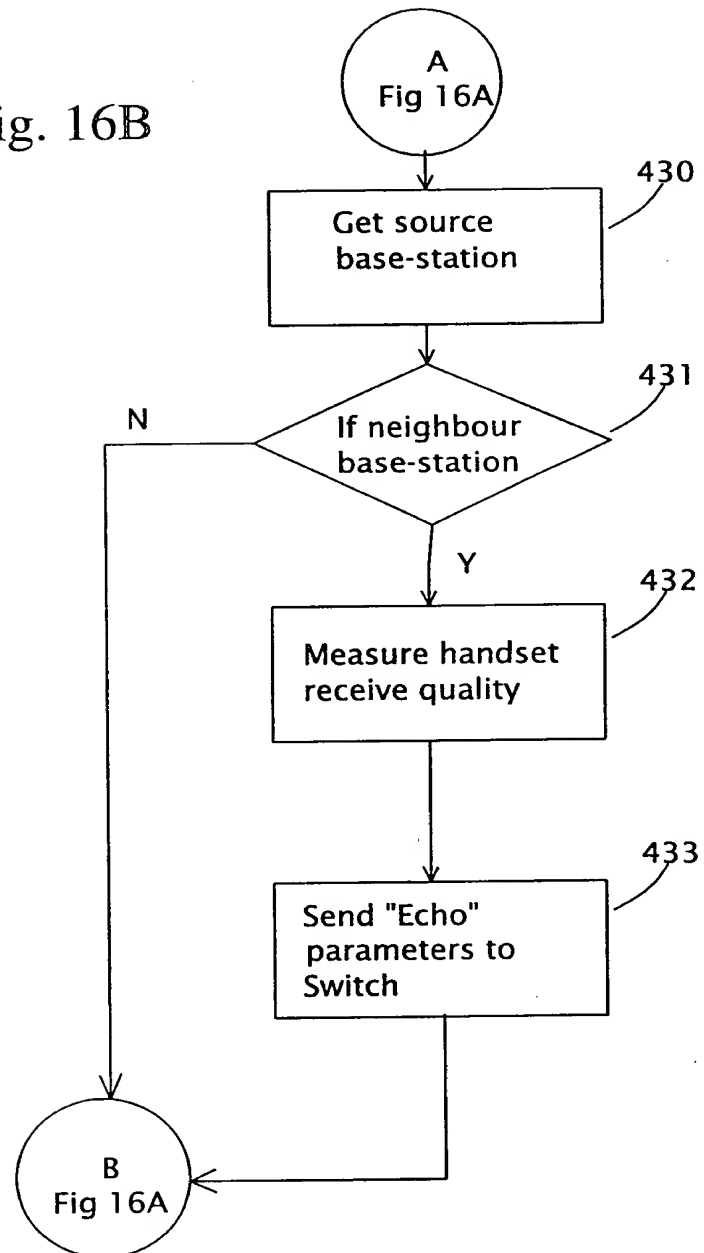 ig. 16B
A
Fig 16A
430
Get source
base-station
431
If neighbour
base-station
N
Y
432
Measure handset
receive quality
433
Send "Echo"
parameters to
Switch
B
Fig 16A